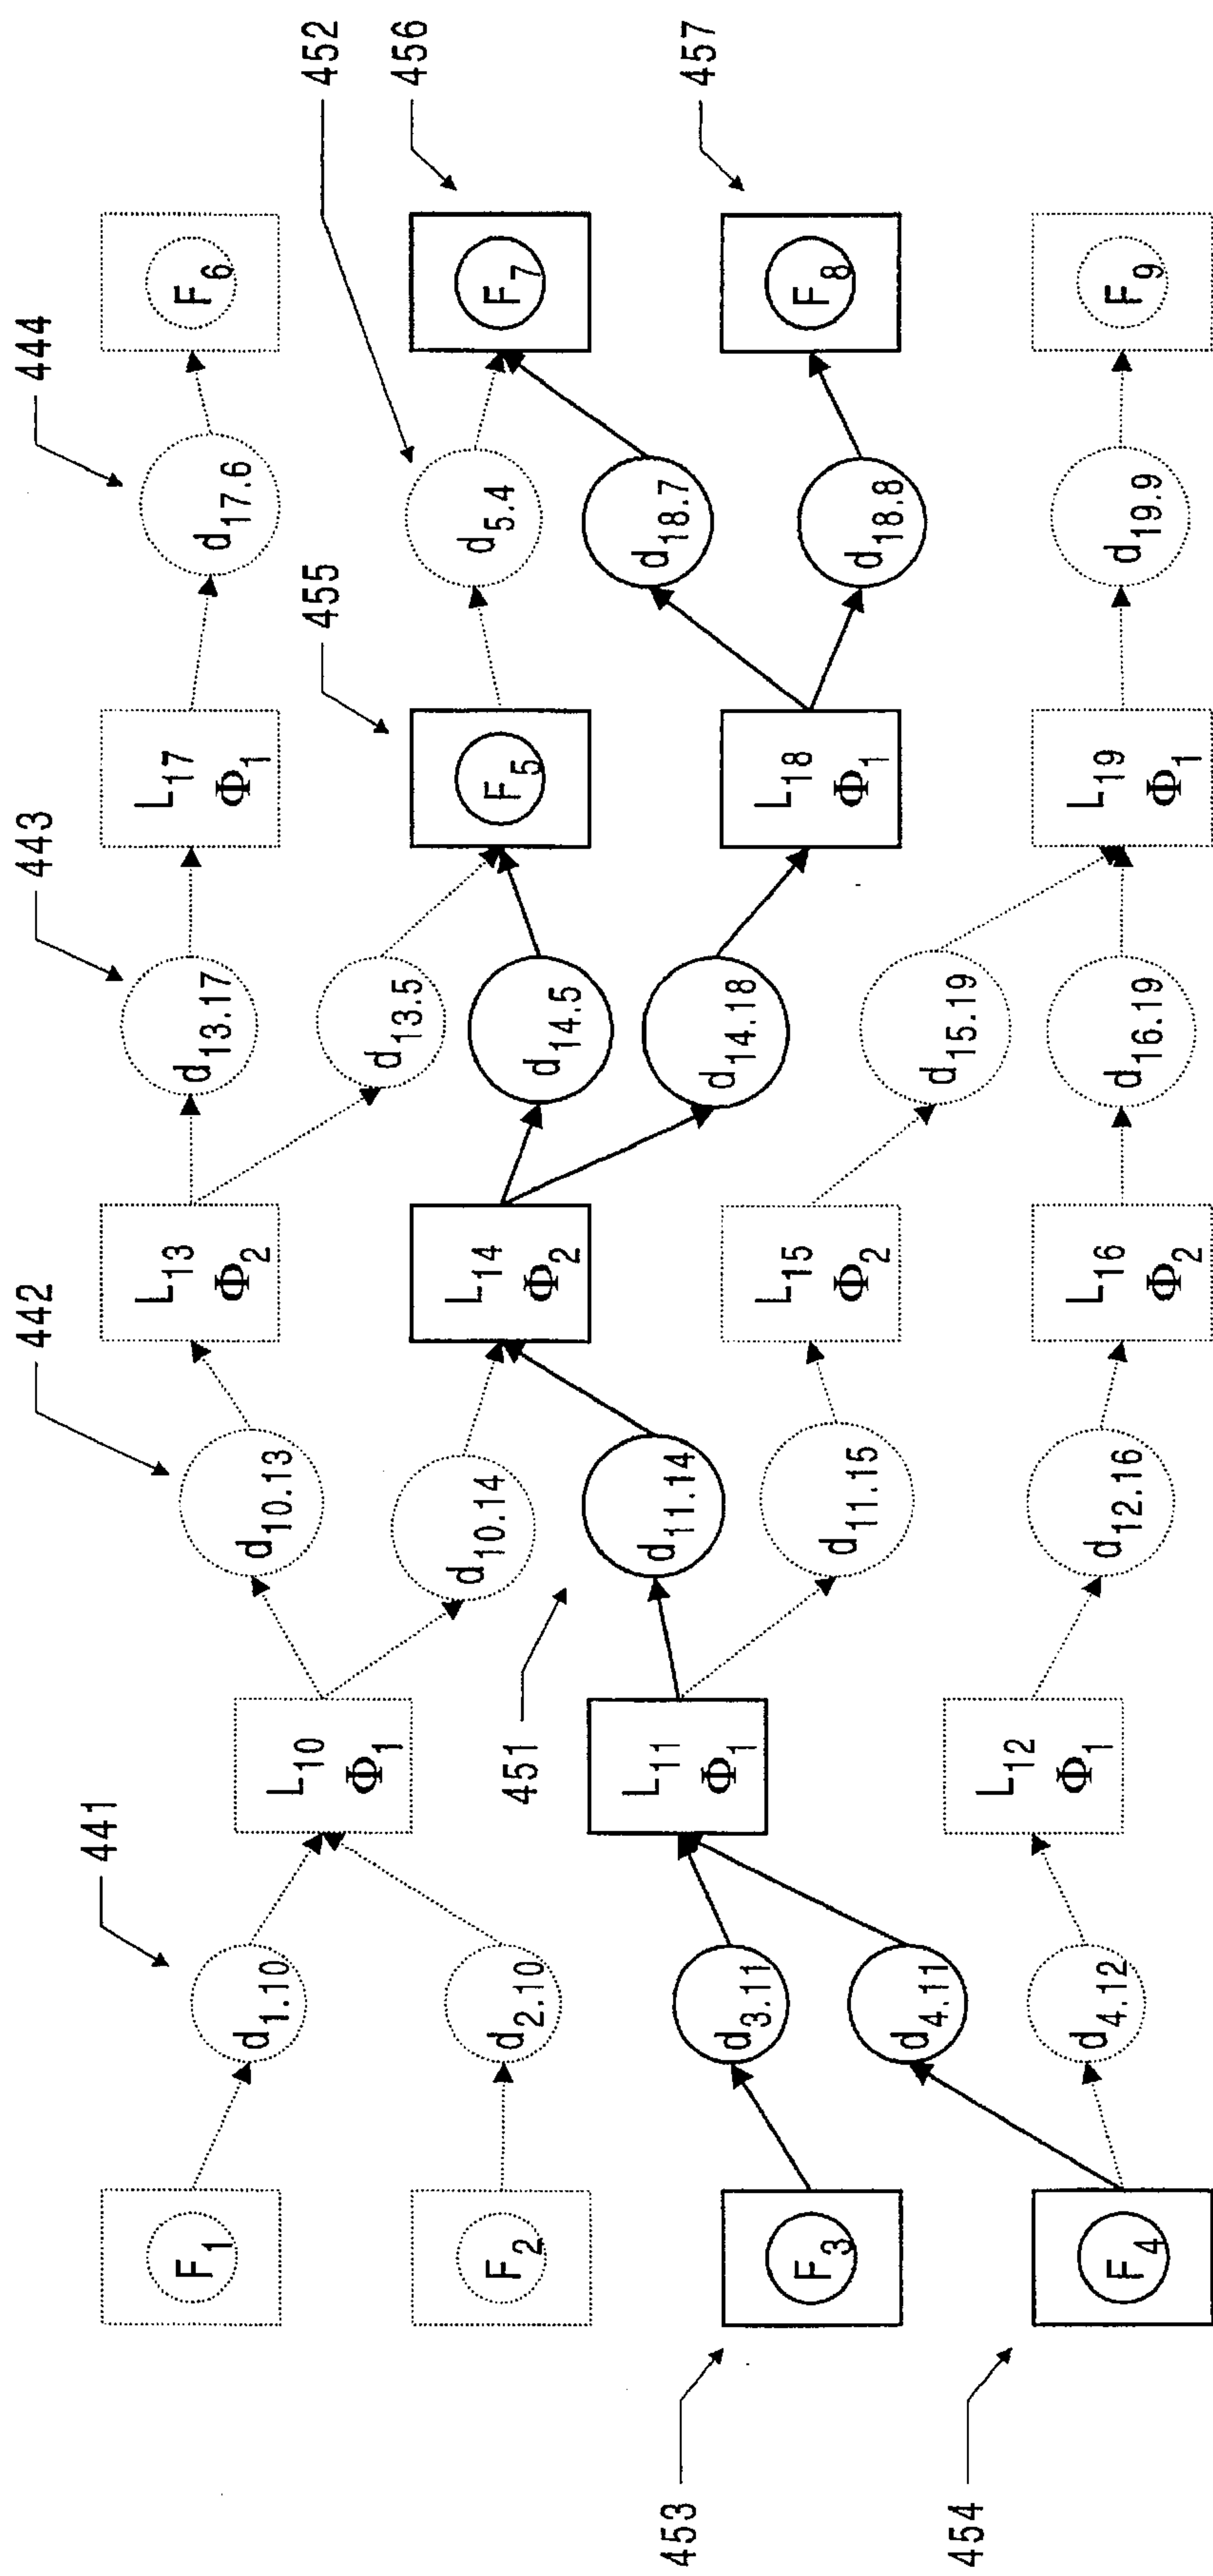 441
442
443
444
451
452
453
454
455
456
457
F1
F2
F3
F4
d1.10
d2.10
d3.11
d4.11
d4.12
L10
Φ1
L11
Φ1
L12
Φ1
d10.13
d10.14
d11.14
d11.15
d12.16
L13
Φ2
L14
Φ2
L15
Φ2
L16
Φ2
d13.17
d13.5
d14.5
d14.18
d15.19
d16.19
L17
Φ1
F5
L18
Φ1
L19
Φ1
d17.6
d5.4
d18.7
d18.8
d19.9
F6
F7
F8
F9